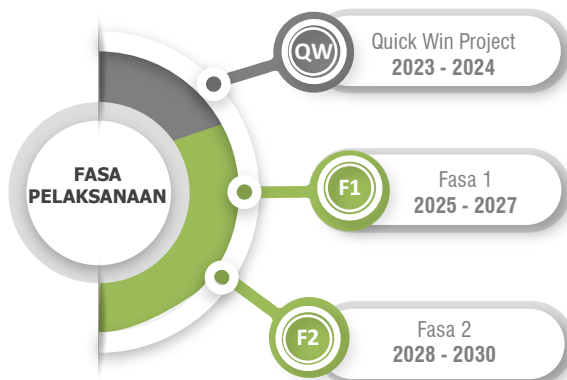 FASA
PELAKSANAAN
QW
Quick Win Project
2023 - 2024
F1
Fasa 1
2025 - 2027
F2
Fasa 2
2028 - 2030